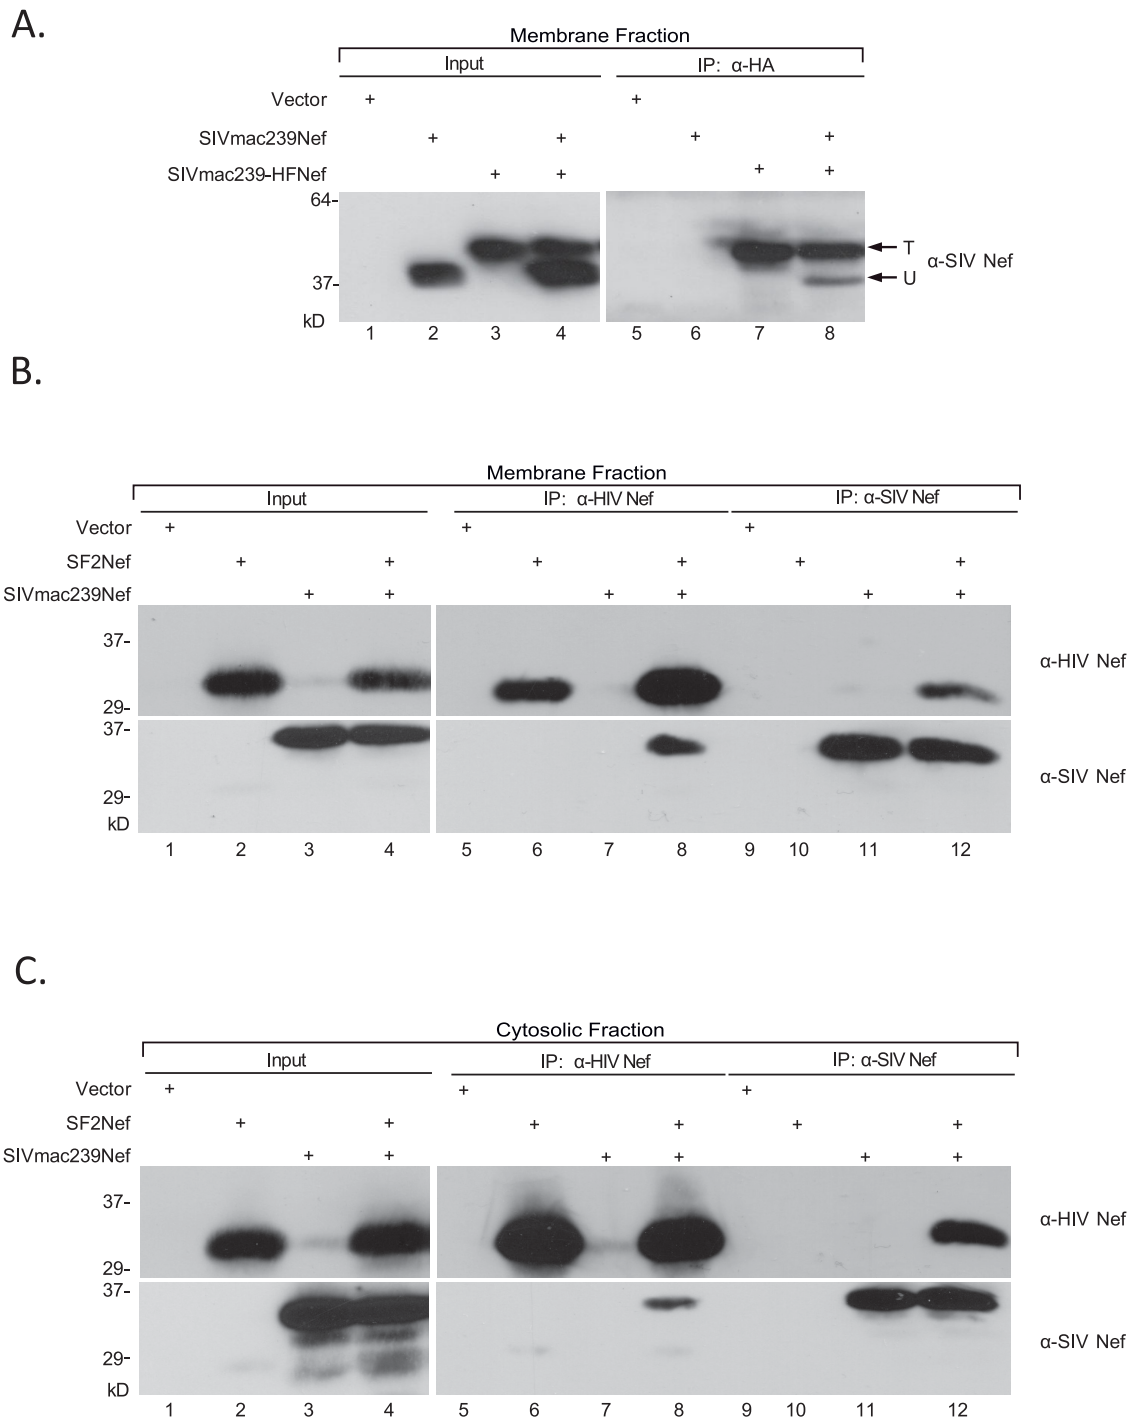 A.
Membrane Fraction
Input IP: α-HA
Vector + +
SIVmac239Nef + + + +
SIVmac239-HFNef + + + +
64-
T
α-SIV Nef
37- U
kD
1 2 3 4 5 6 7 8
B.
Membrane Fraction
Input IP: α-HIV Nef IP: α-SIV Nef
Vector + + +
SF2Nef + + + + + +
SIVmac239Nef + + + + + +
37-
α-HIV Nef
29-
37-
α-SIV Nef
29-
kD
1 2 3 4 5 6 7 8 9 10 11 12
C.
Cytosolic Fraction
Input IP: α-HIV Nef IP: α-SIV Nef
Vector + + +
SF2Nef + + + + + +
SIVmac239Nef + + + + + +
37-
α-HIV Nef
29-
37-
α-SIV Nef
29-
kD
1 2 3 4 5 6 7 8 9 10 11 12